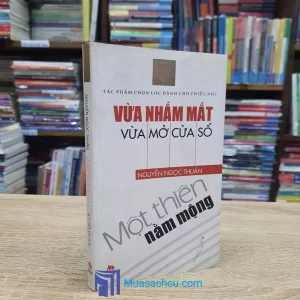 TÁC PHẨM CHỌN LỌC DÀNH CHO THIẾU NHI
VỪA NHẮM MẮT
VỪA MỞ CỬA SỔ
NGUYỄN NGỌC THUẦN
Một thiên
nằm mộng
Muasachcu.com